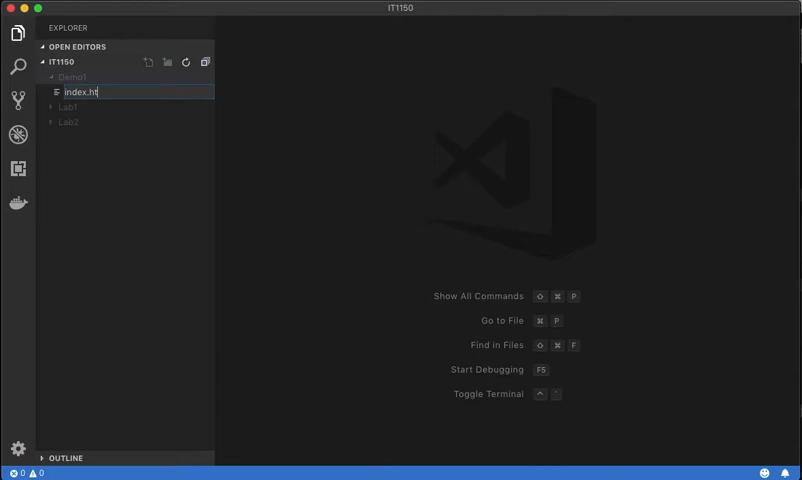 IT1150
EXPLORER
OPEN EDITORS
IT1150
Demo1
index.ht
Lab1
Lab2
Show All Commands ⇧ ⌘ P
Go to File ⌘ P
Find in Files ⇧ ⌘ F
Start Debugging F5
Toggle Terminal ^ `
OUTLINE
0 0